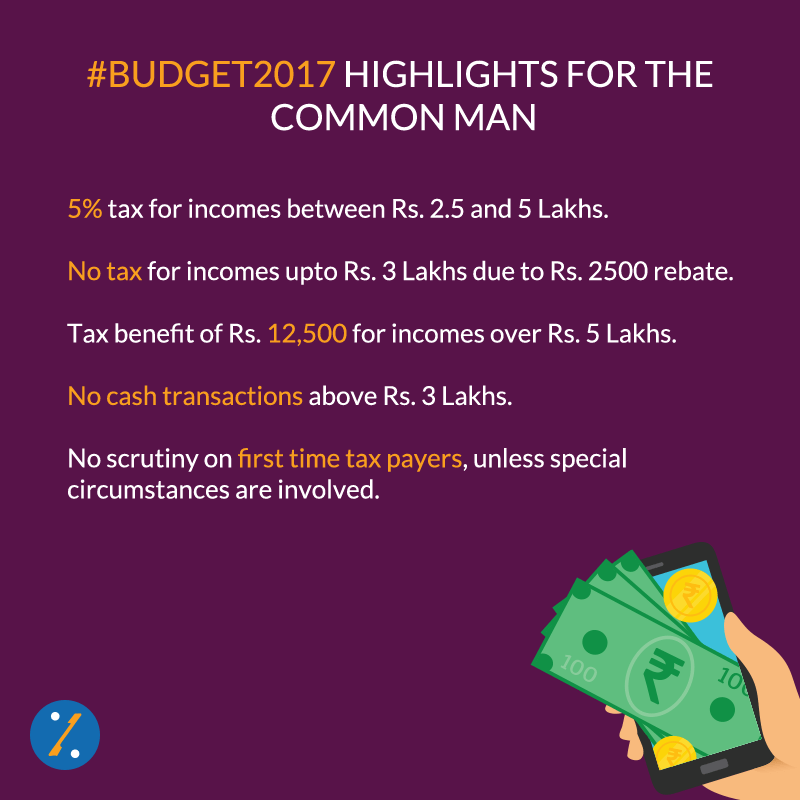 #BUDGET2017 HIGHLIGHTS FOR THE
COMMON MAN
5% tax for incomes between Rs. 2.5 and 5 Lakhs.
No tax for incomes upto Rs. 3 Lakhs due to Rs. 2500 rebate.
Tax benefit of Rs. 12,500 for incomes over Rs. 5 Lakhs.
No cash transactions above Rs. 3 Lakhs.
No scrutiny on first time tax payers, unless special
circumstances are involved.
₹
100
₹
100
₹